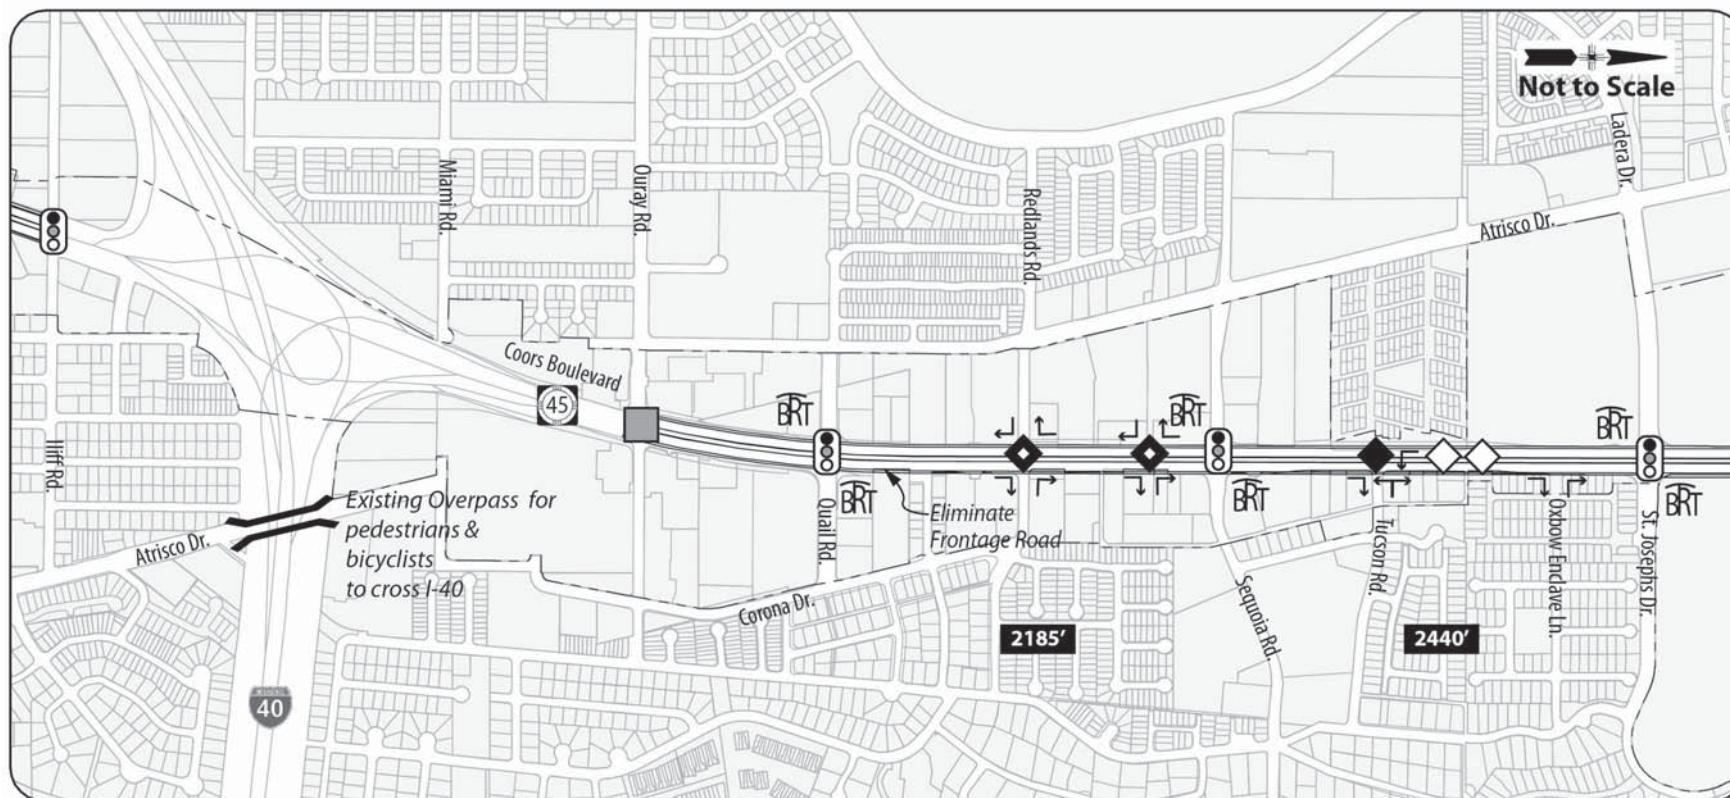 Not to Scale
Ladera Dr.
Miami Rd.
Ouray Rd.
Redlands Rd.
Atrisco Dr.
Coors Boulevard
45
BRT
BRT
BRT
Iliff Rd.
Existing Overpass for
pedestrians &
bicyclists
to cross I-40
Atrisco Dr.
BRT
Quail Rd.
Eliminate
Frontage Road
BRT
Tucson Rd.
Oxbow Enclave Ln.
St. Josephs Dr.
BRT
Corona Dr.
Sequoia Rd.
2185'
2440'
40